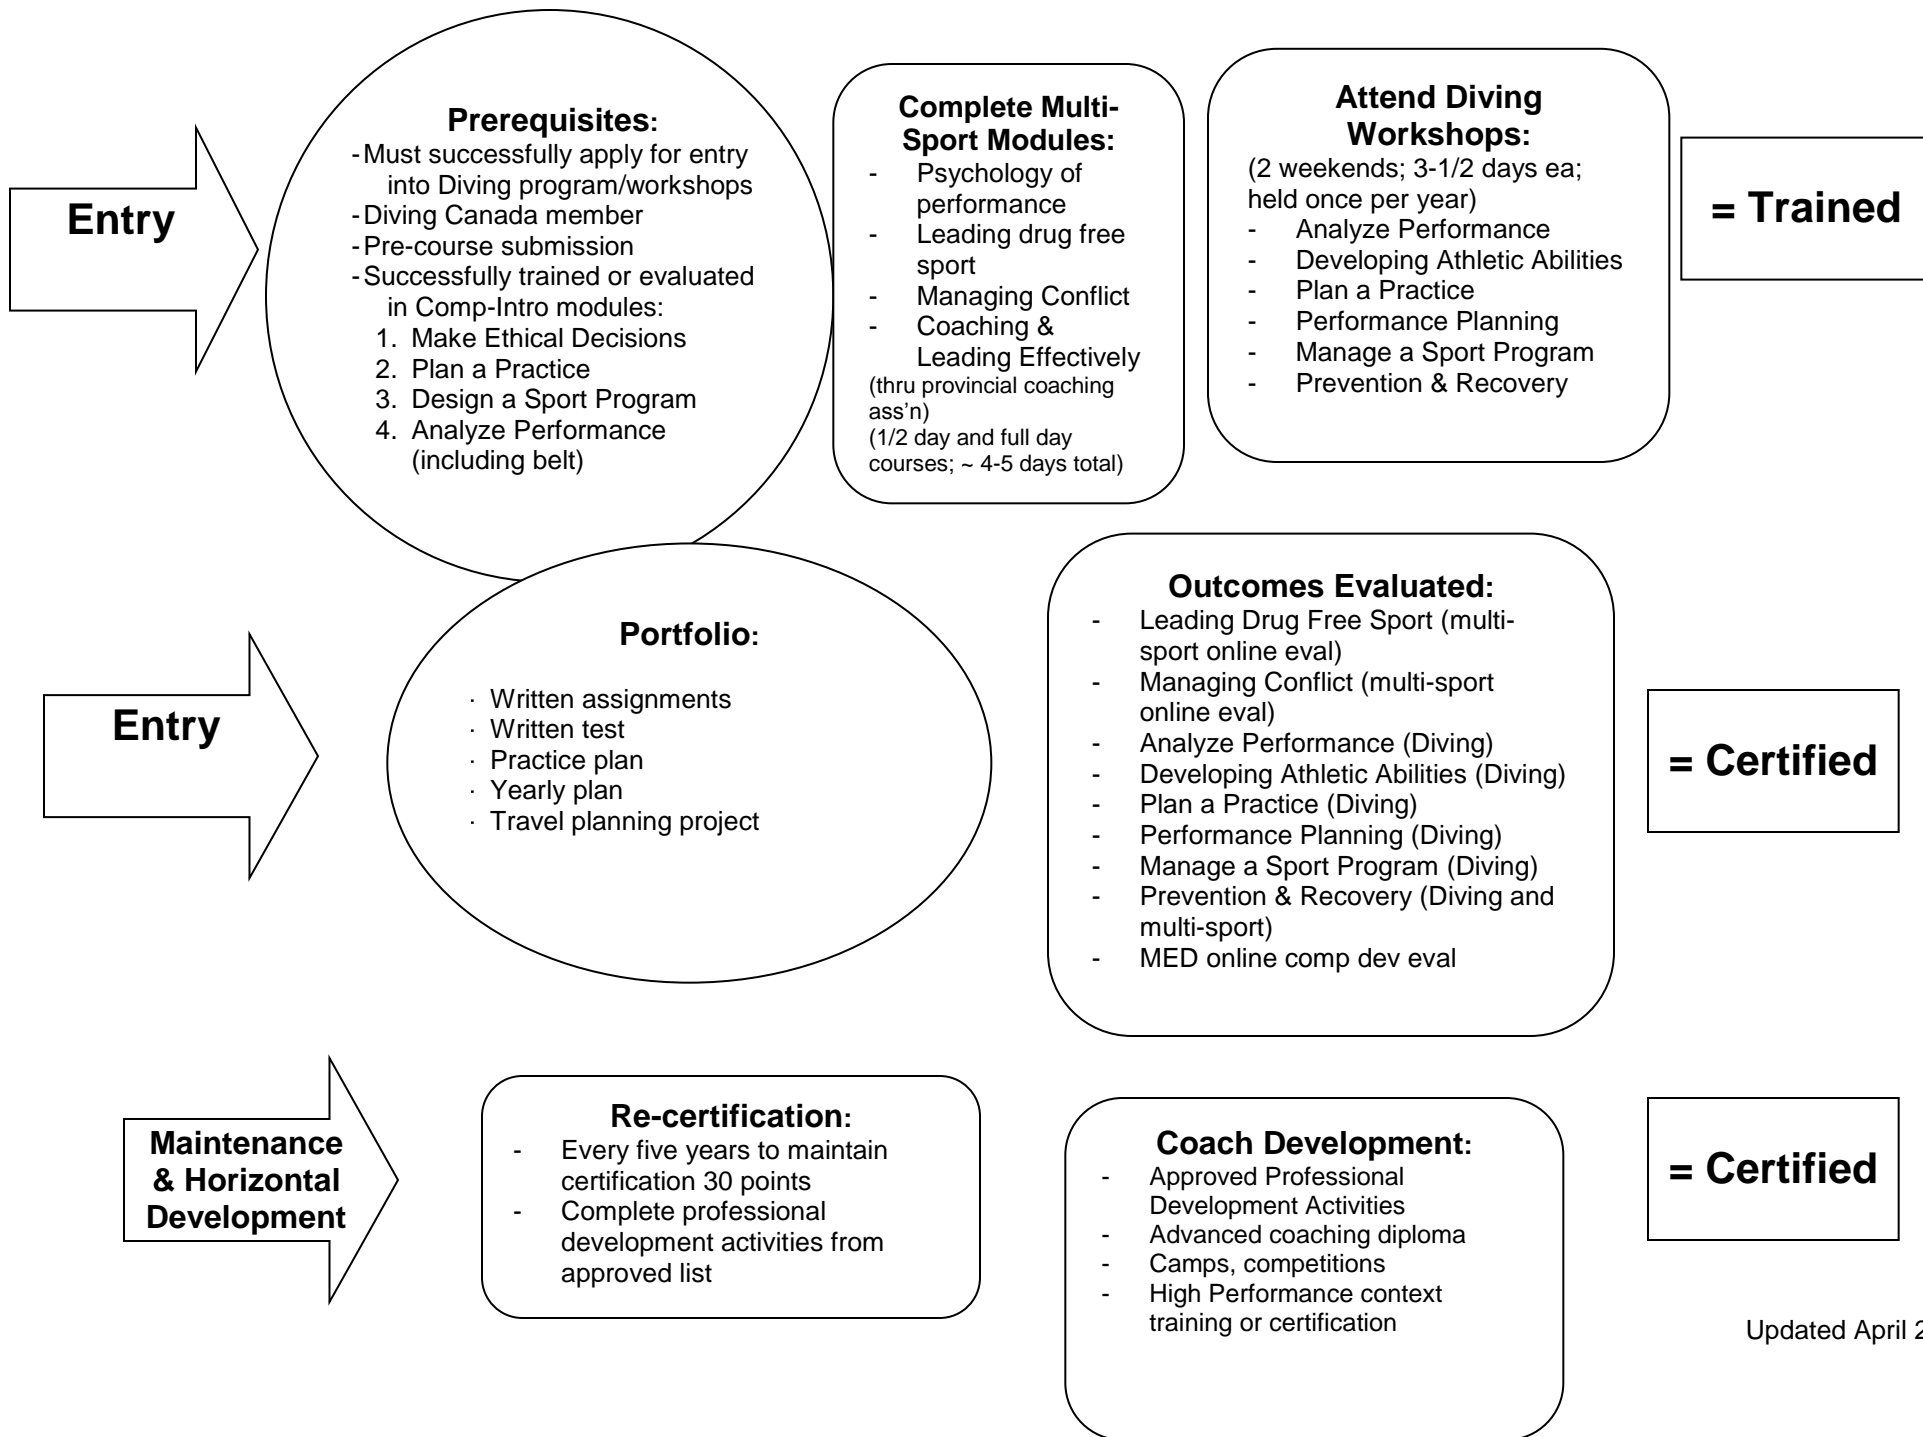 Entry
Prerequisites:
-Must successfully apply for entry
into Diving program/workshops
-Diving Canada member
-Pre-course submission
-Successfully trained or evaluated
in Comp-Intro modules:
1. Make Ethical Decisions
2. Plan a Practice
3. Design a Sport Program
4. Analyze Performance
(including belt)
Complete Multi-
Sport Modules:
- Psychology of
performance
- Leading drug free
sport
- Managing Conflict
- Coaching &
Leading Effectively
(thru provincial coaching
ass'n)
(1/2 day and full day
courses; ~ 4-5 days total)
Attend Diving
Workshops:
(2 weekends; 3-1/2 days ea;
held once per year)
- Analyze Performance
- Developing Athletic Abilities
- Plan a Practice
- Performance Planning
- Manage a Sport Program
- Prevention & Recovery
= Trained
Entry
Portfolio:
· Written assignments
· Written test
· Practice plan
· Yearly plan
· Travel planning project
Outcomes Evaluated:
- Leading Drug Free Sport (multi-
sport online eval)
- Managing Conflict (multi-sport
online eval)
- Analyze Performance (Diving)
- Developing Athletic Abilities (Diving)
- Plan a Practice (Diving)
- Performance Planning (Diving)
- Manage a Sport Program (Diving)
- Prevention & Recovery (Diving and
multi-sport)
- MED online comp dev eval
= Certified
Maintenance
& Horizontal
Development
Re-certification:
- Every five years to maintain
certification 30 points
- Complete professional
development activities from
approved list
Coach Development:
- Approved Professional
Development Activities
- Advanced coaching diploma
- Camps, competitions
- High Performance context
training or certification
= Certified
Updated April 2